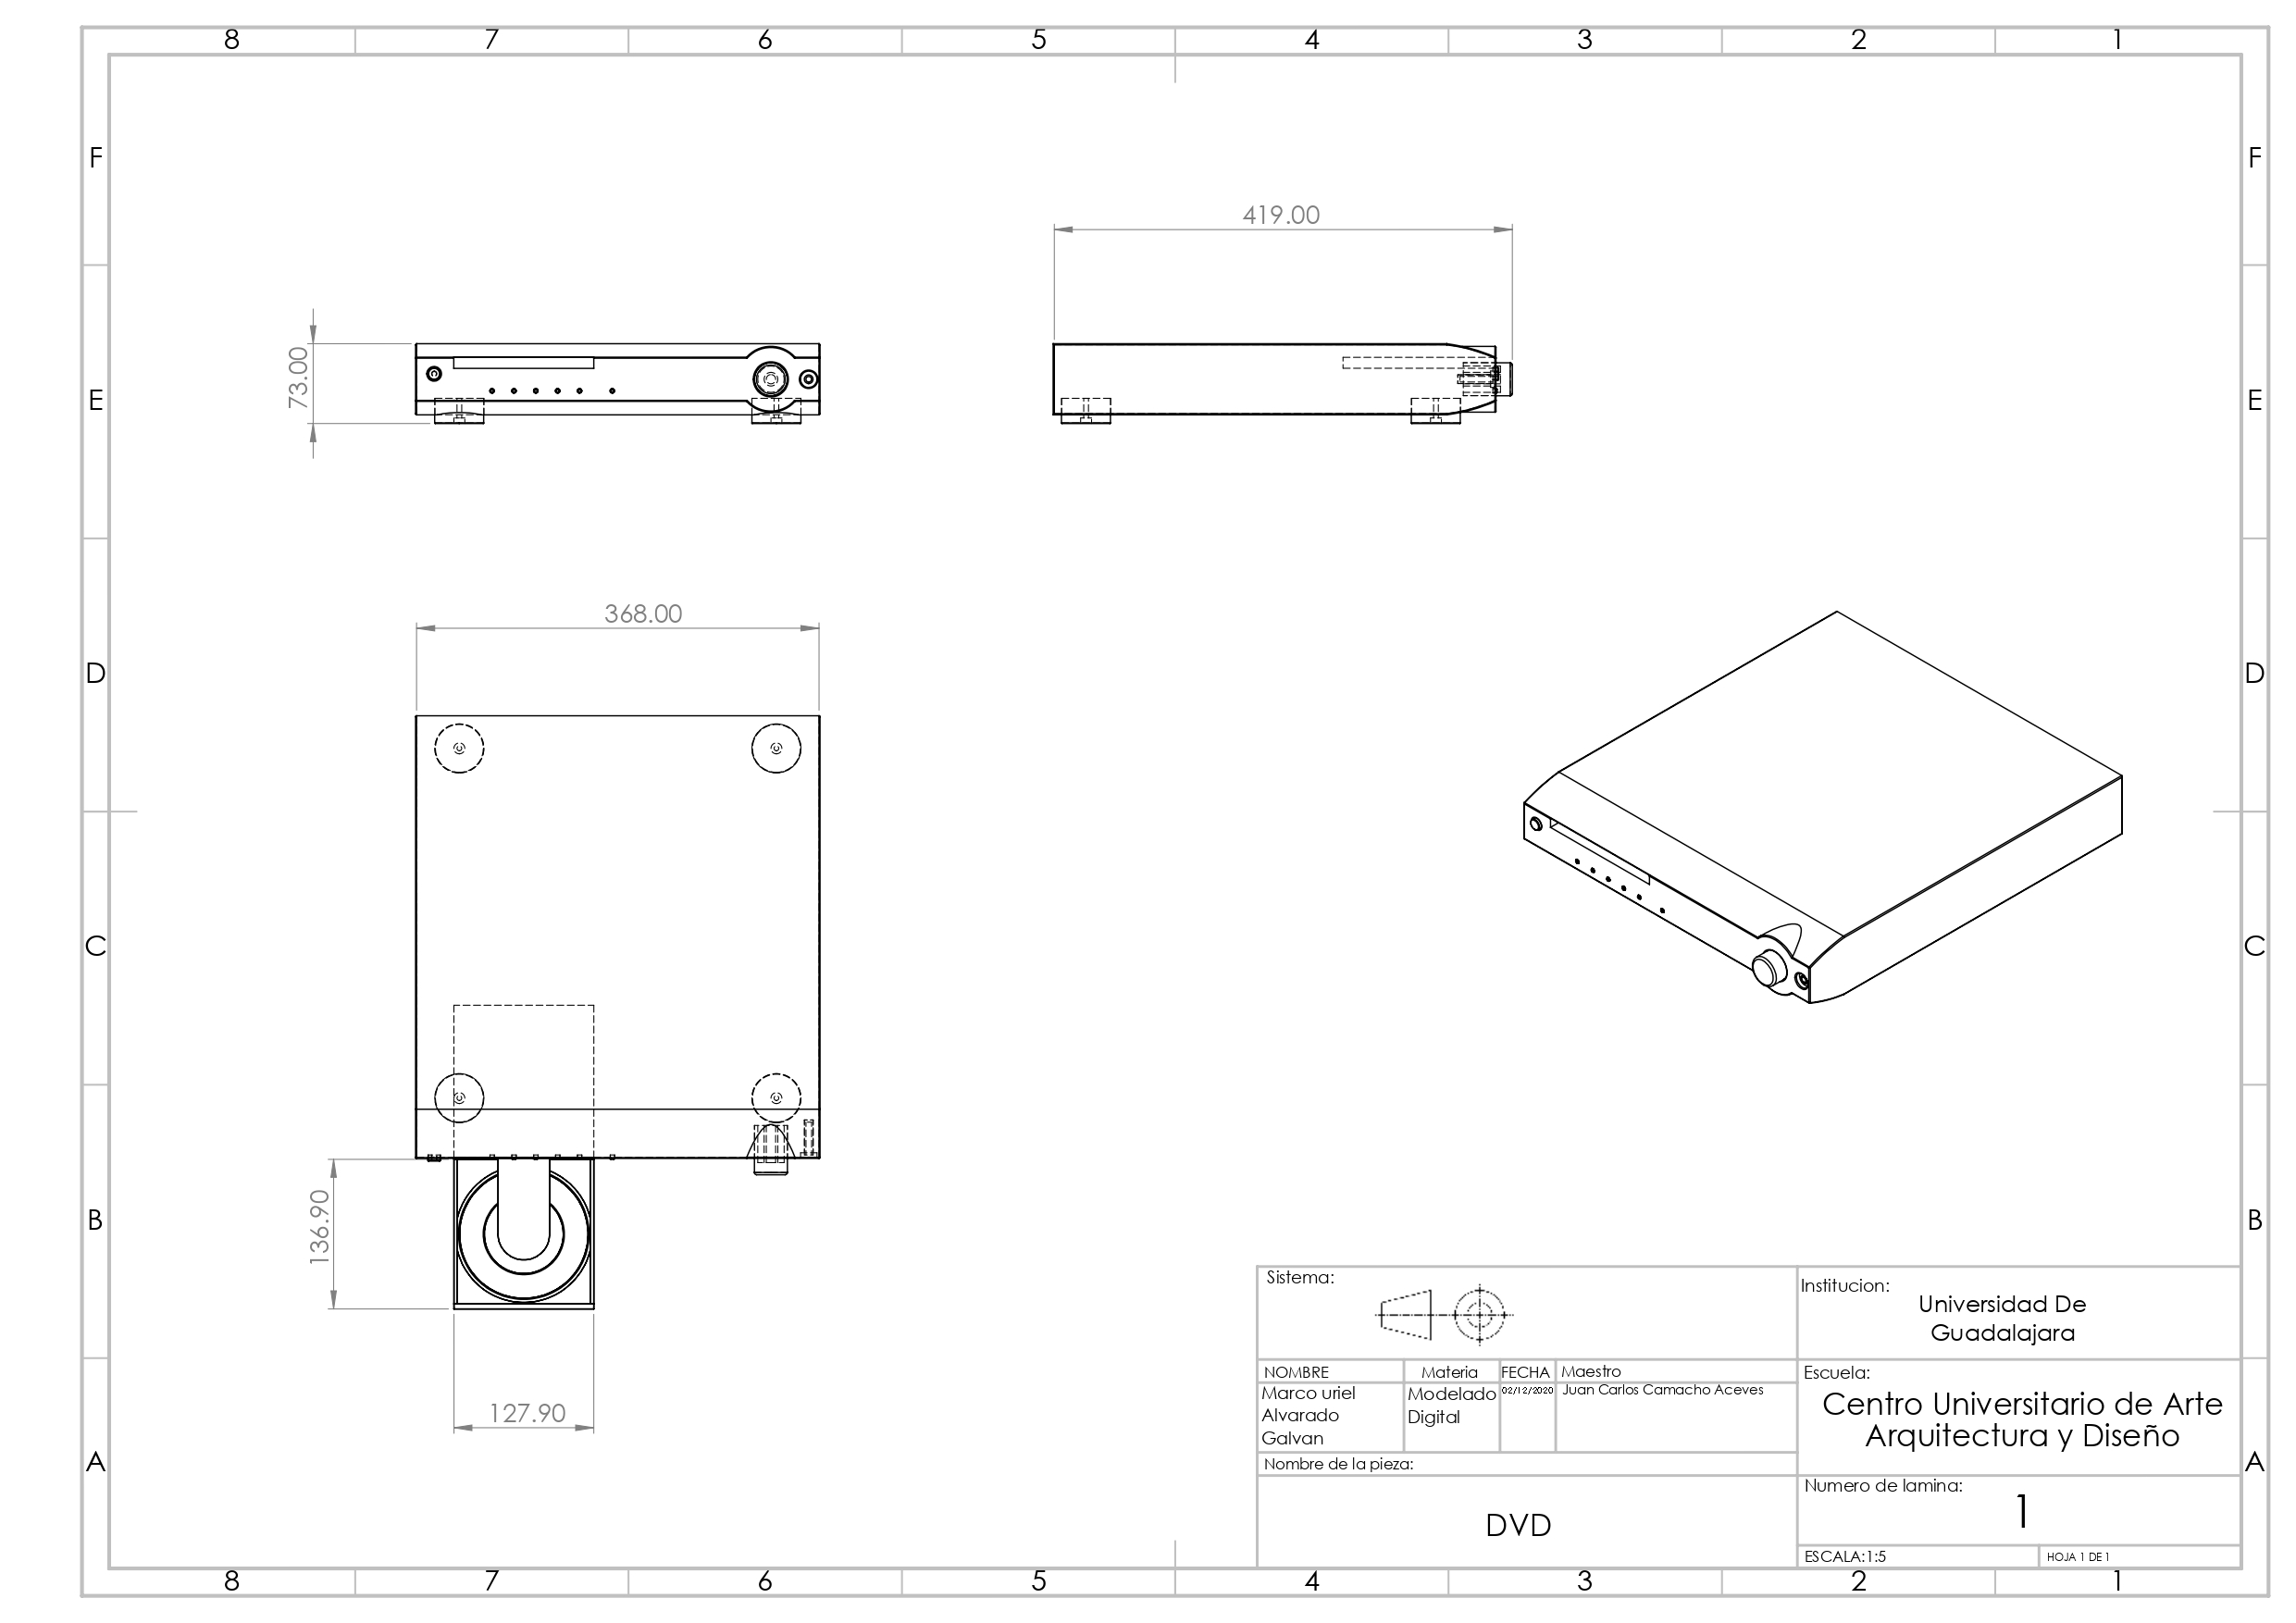 8 7 6 5 4 3 2 1
F F
419.00
73.00
E E
368.00
D D
C C
136.90
B B
127.90
A A
Sistema:
Institucion:
Universidad De
Guadalajara
NOMBRE Materia FECHA Maestro
Marco uriel
Alvarado
Galvan
Modelado
Digital
02/12/2020
Juan Carlos Camacho Aceves
Escuela:
Centro Universitario de Arte
Arquitectura y Diseño
Nombre de la pieza:
DVD
Numero de lamina:
1
ESCALA:1:5
HOJA 1 DE 1
8 7 6 5 4 3 2 1